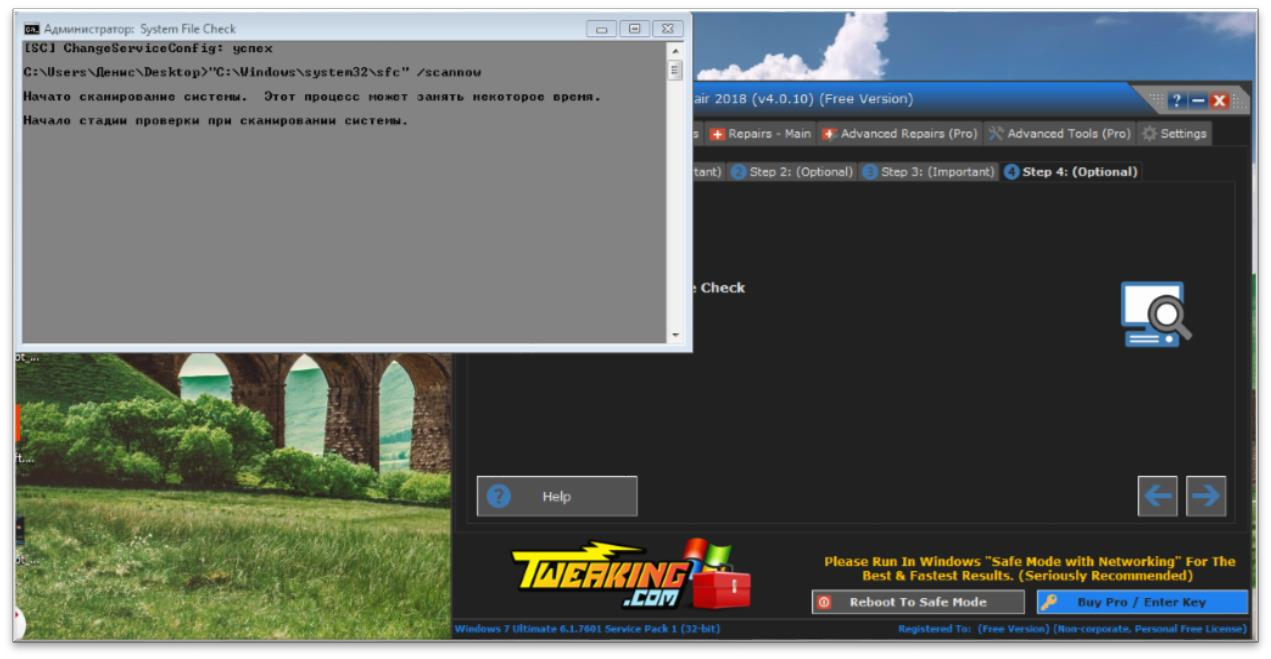 Администратор: System File Check
[SC] ChangeServiceConfig: успех
C:\Users\Денис\Desktop>"C:\Windows\system32\sfc" /scannow
Начато сканирование системы. Этот процесс может занять некоторое время.
Начало стадии проверки при сканировании системы.
air 2018 (v4.0.10) (Free Version)
s Repairs - Main Advanced Repairs (Pro) Advanced Tools (Pro) Settings
tant) 2 Step 2: (Optional) 3 Step 3: (Important) 4 Step 4: (Optional)
e Check
? Help
TWEAKING
.COM
Please Run In Windows "Safe Mode with Networking" For The
Best & Fastest Results. (Seriously Recommended)
Reboot To Safe Mode
Buy Pro / Enter Key
Windows 7 Ultimate 6.1.7601 Service Pack 1 (32-bit)
Registered To: (Free Version) (Non-corporate, Personal Free License)